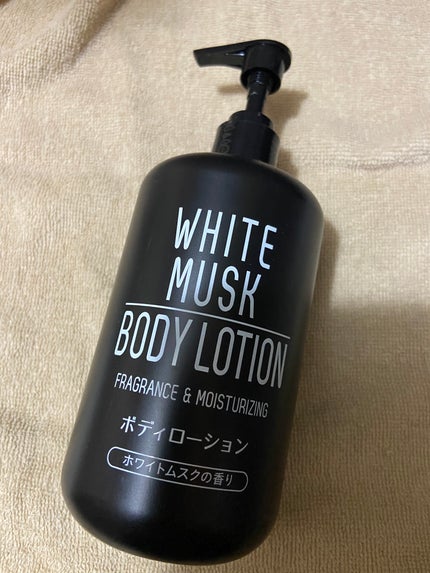 WHITE
MUSK
BODY LOTION
FRAGRANCE & MOISTURIZING
ボディローション
ホワイトムスクの香り